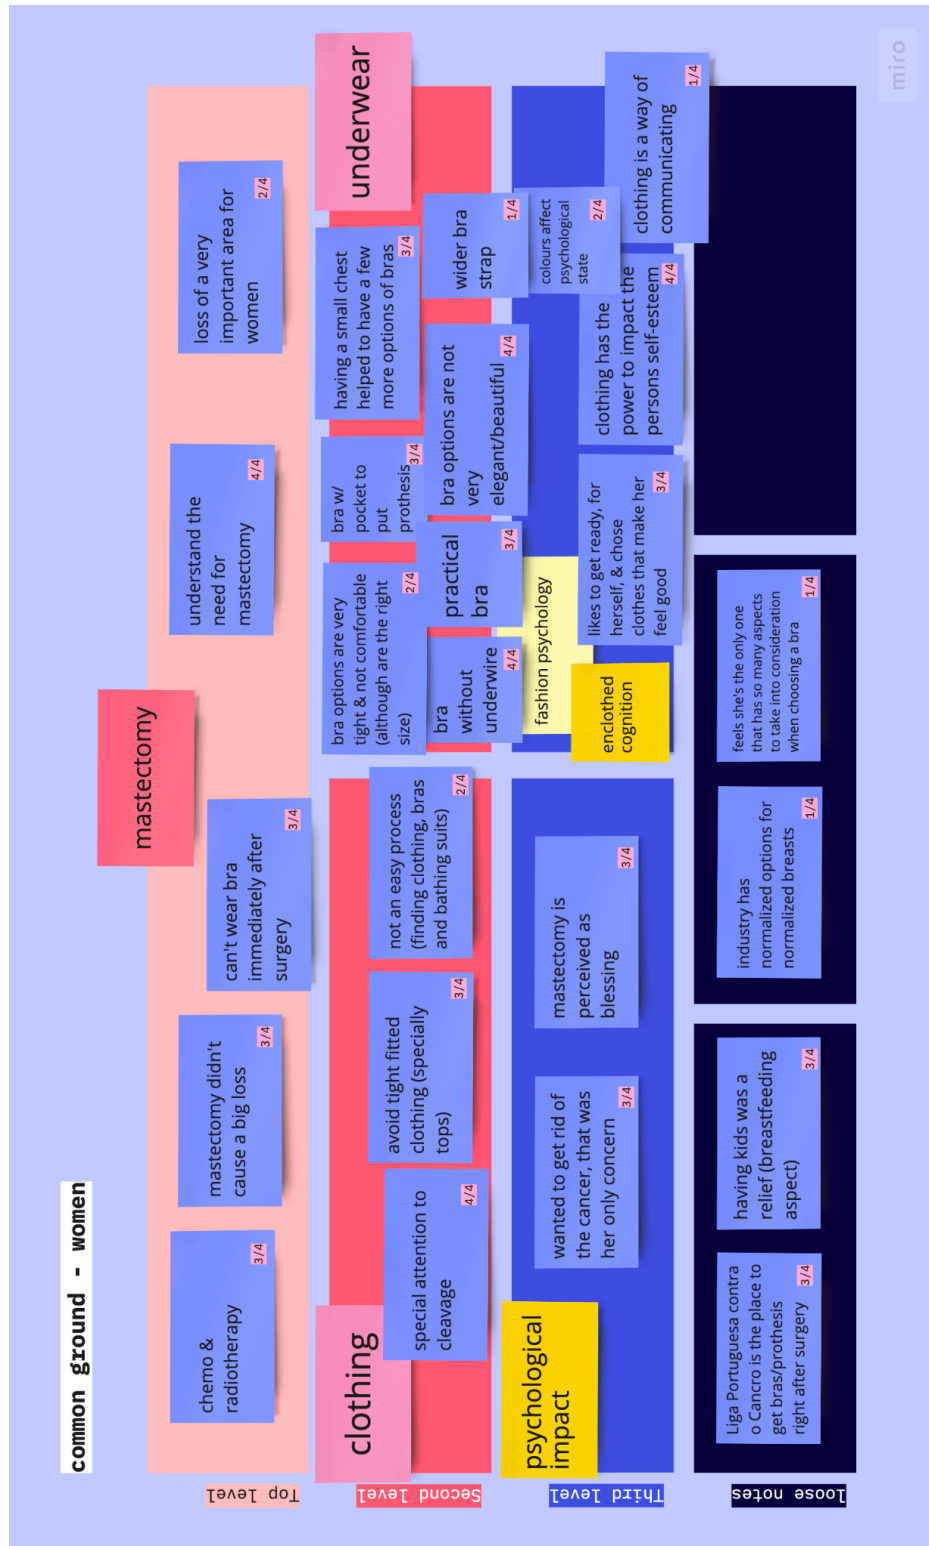 common ground - women
Top level
mastectomy
chemo &
radiotherapy
3/4
mastectomy didn't
cause a big loss
3/4
can't wear bra
immediately after
surgery
3/4
understand the
need for
mastectomy
4/4
loss of a very
important area for
women
2/4
Second level
clothing
special attention to
cleavage
4/4
avoid tight fitted
clothing (specially
tops)
3/4
not an easy process
(finding clothing, bras
and bathing suits)
2/4
underwear
bra options are very
tight & not comfortable
(although are the right
size)
2/4
bra w/
pocket to
put
prothesis
3/4
having a small chest
helped to have a few
more options of bras
3/4
bra
without
underwire
4/4
practical
bra
3/4
bra options are not
very
elegant/beautiful
4/4
wider bra
strap
1/4
Third level
psychological
impact
wanted to get rid of
the cancer, that was
her only concern
3/4
mastectomy is
perceived as
blessing
3/4
fashion psychology
enclothed
cognition
likes to get ready, for
herself, & chose
clothes that make her
feel good
3/4
clothing has the
power to impact the
persons self-esteem
4/4
colours affect
psychological
state
2/4
clothing is a way of
communicating
1/4
loose notes
Liga Portuguesa contra
o Cancro is the place to
get bras/prothesis
right after surgery
3/4
having kids was a
relief (breastfeeding
aspect)
3/4
industry has
normalized options for
normalized breasts
1/4
feels she's the only one
that has so many aspects
to take into consideration
when choosing a bra
1/4
miro